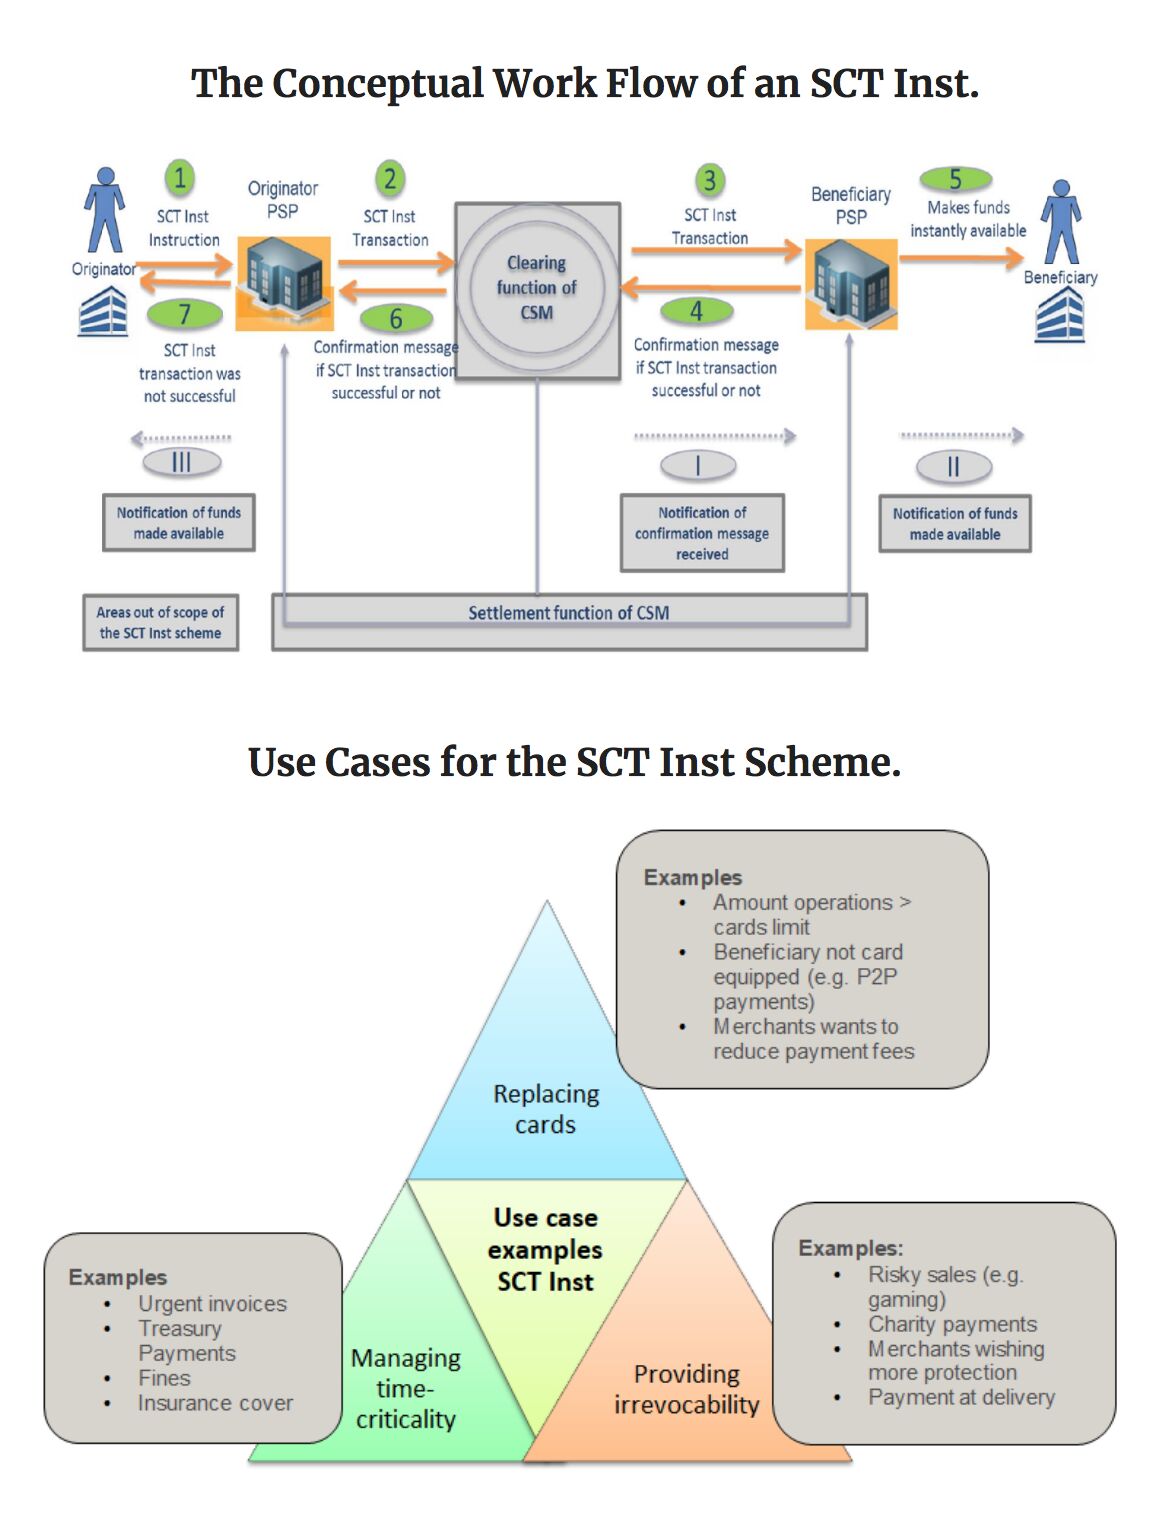 The Conceptual Work Flow of an SCT Inst.
1
SCT Inst
Instruction
Originator
PSP
2
SCT Inst
Transaction
3
SCT Inst
Transaction
Beneficiary
PSP
5
Makes funds
instantly available
Originator
Clearing
function of
CSM
Beneficiary
7
SCT Inst
transaction was
not successful
6
Confirmation message
if SCT Inst transaction
successful or not
4
Confirmation message
if SCT Inst transaction
successful or not
III
Notification of funds
made available
I
Notification of
confirmation message
received
II
Notification of funds
made available
Areas out of scope of
the SCT Inst scheme
Settlement function of CSM
Use Cases for the SCT Inst Scheme.
Examples
• Amount operations >
cards limit
• Beneficiary not card
equipped (e.g. P2P
payments)
• Merchants wants to
reduce payment fees
Replacing
cards
Use case
examples
SCT Inst
Examples
• Urgent invoices
• Treasury
Payments
• Fines
• Insurance cover
Managing
time-
criticality
Providing
irrevocability
Examples:
• Risky sales (e.g.
gaming)
• Charity payments
• Merchants wishing
more protection
• Payment at delivery